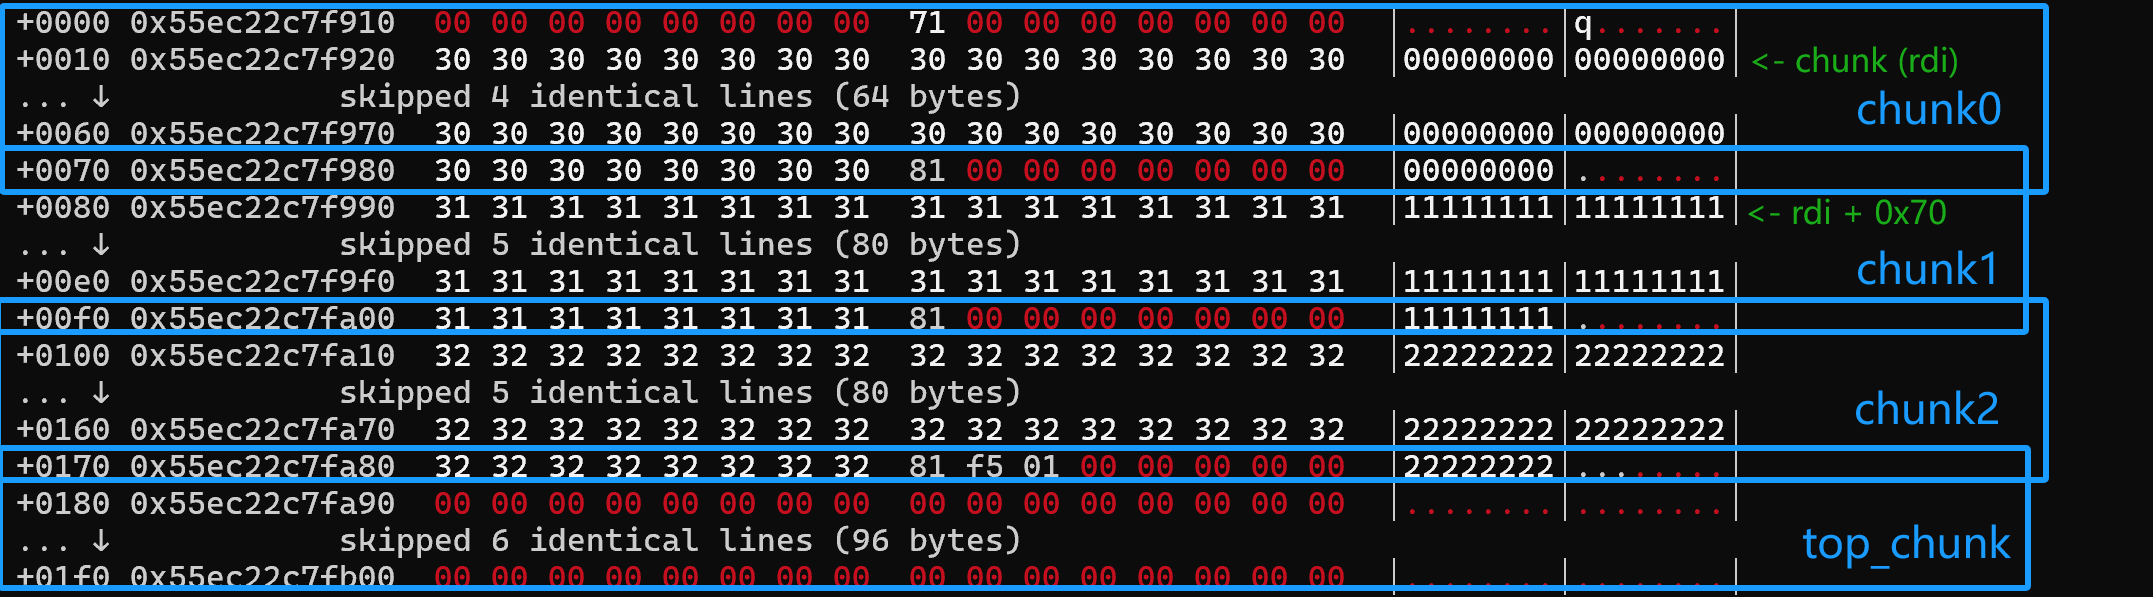 +0000 0x55ec22c7f910 00 00 00 00 00 00 00 00 71 00 00 00 00 00 00 00 |........|q.......|
+0010 0x55ec22c7f920 30 30 30 30 30 30 30 30 30 30 30 30 30 30 30 30 |00000000|00000000| <- chunk (rdi)
... ↓ skipped 4 identical lines (64 bytes)
chunk0
+0060 0x55ec22c7f970 30 30 30 30 30 30 30 30 30 30 30 30 30 30 30 30 |00000000|00000000|
+0070 0x55ec22c7f980 30 30 30 30 30 30 30 30 81 00 00 00 00 00 00 00 |00000000|........|
+0080 0x55ec22c7f990 31 31 31 31 31 31 31 31 31 31 31 31 31 31 31 31 |11111111|11111111| <- rdi + 0x70
... ↓ skipped 5 identical lines (80 bytes)
chunk1
+00e0 0x55ec22c7f9f0 31 31 31 31 31 31 31 31 31 31 31 31 31 31 31 31 |11111111|11111111|
+00f0 0x55ec22c7fa00 31 31 31 31 31 31 31 31 81 00 00 00 00 00 00 00 |11111111|........|
+0100 0x55ec22c7fa10 32 32 32 32 32 32 32 32 32 32 32 32 32 32 32 32 |22222222|22222222|
... ↓ skipped 5 identical lines (80 bytes)
chunk2
+0160 0x55ec22c7fa70 32 32 32 32 32 32 32 32 32 32 32 32 32 32 32 32 |22222222|22222222|
+0170 0x55ec22c7fa80 32 32 32 32 32 32 32 32 81 f5 01 00 00 00 00 00 |22222222|........|
+0180 0x55ec22c7fa90 00 00 00 00 00 00 00 00 00 00 00 00 00 00 00 00 |........|........|
... ↓ skipped 6 identical lines (96 bytes)
top_chunk
+01f0 0x55ec22c7fb00 00 00 00 00 00 00 00 00 00 00 00 00 00 00 00 00 |........|........|